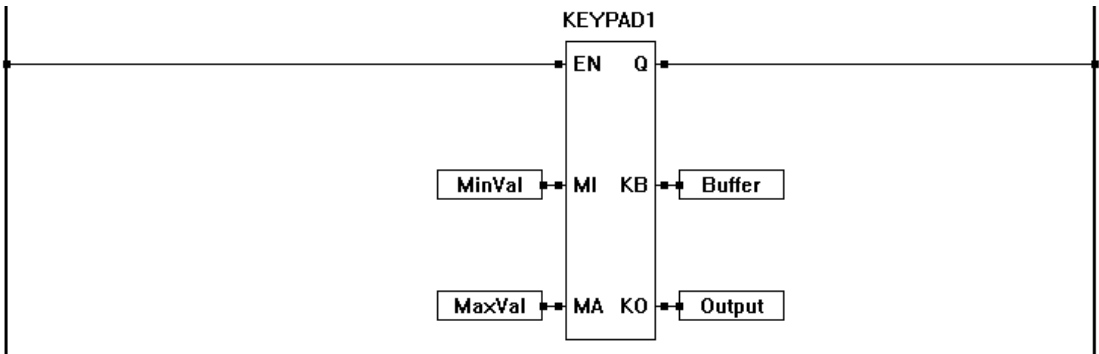 KEYPAD1
EN Q
MinVal MI KB Buffer
MaxVal MA KO Output